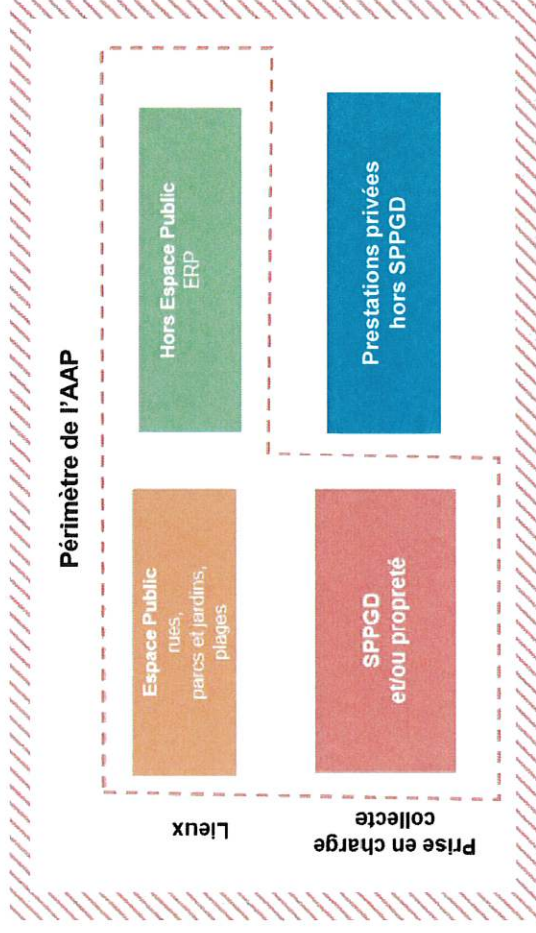 Périmètre de l'AAP
Lieux
Espace Public
rues,
parcs et jardins,
plages
Hors Espace Public
ERP
Prise en charge
collecte
SPPGD
et/ou propreté
Prestations privées
hors SPPGD